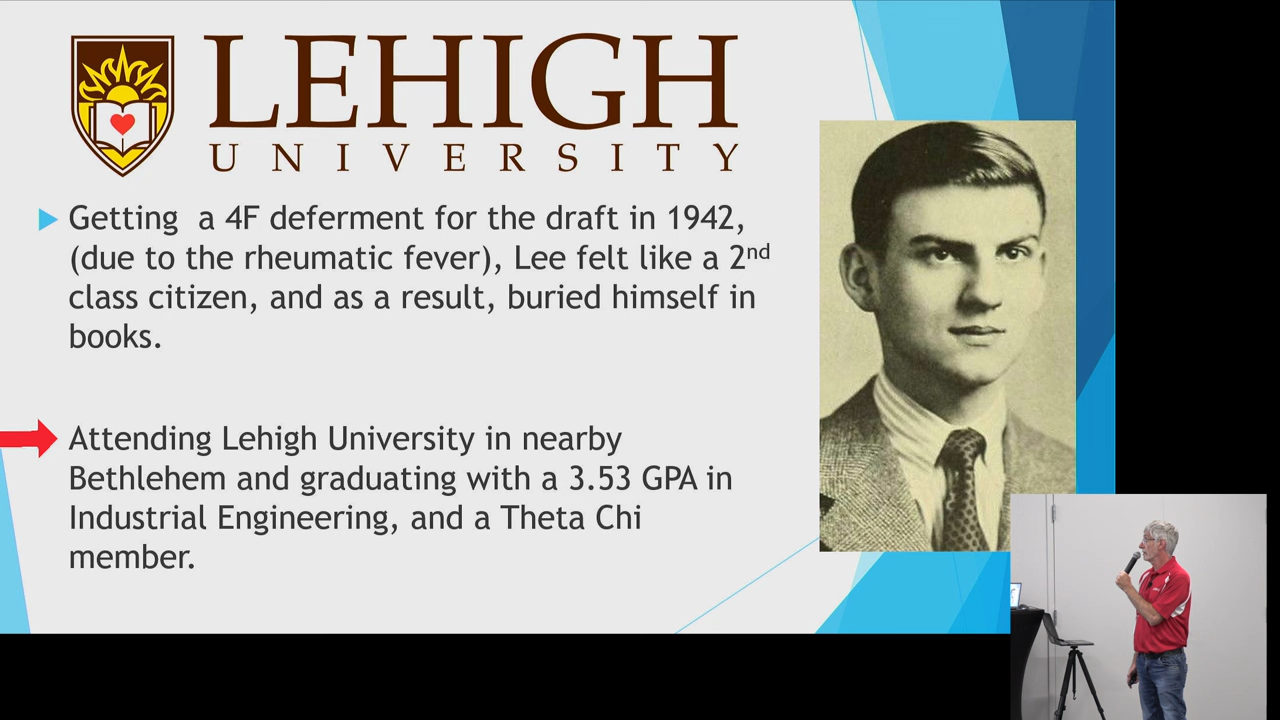 LEHIGH
UNIVERSITY
Getting a 4F deferment for the draft in 1942,
(due to the rheumatic fever), Lee felt like a 2nd
class citizen, and as a result, buried himself in
books.
Attending Lehigh University in nearby
Bethlehem and graduating with a 3.53 GPA in
Industrial Engineering, and a Theta Chi
member.